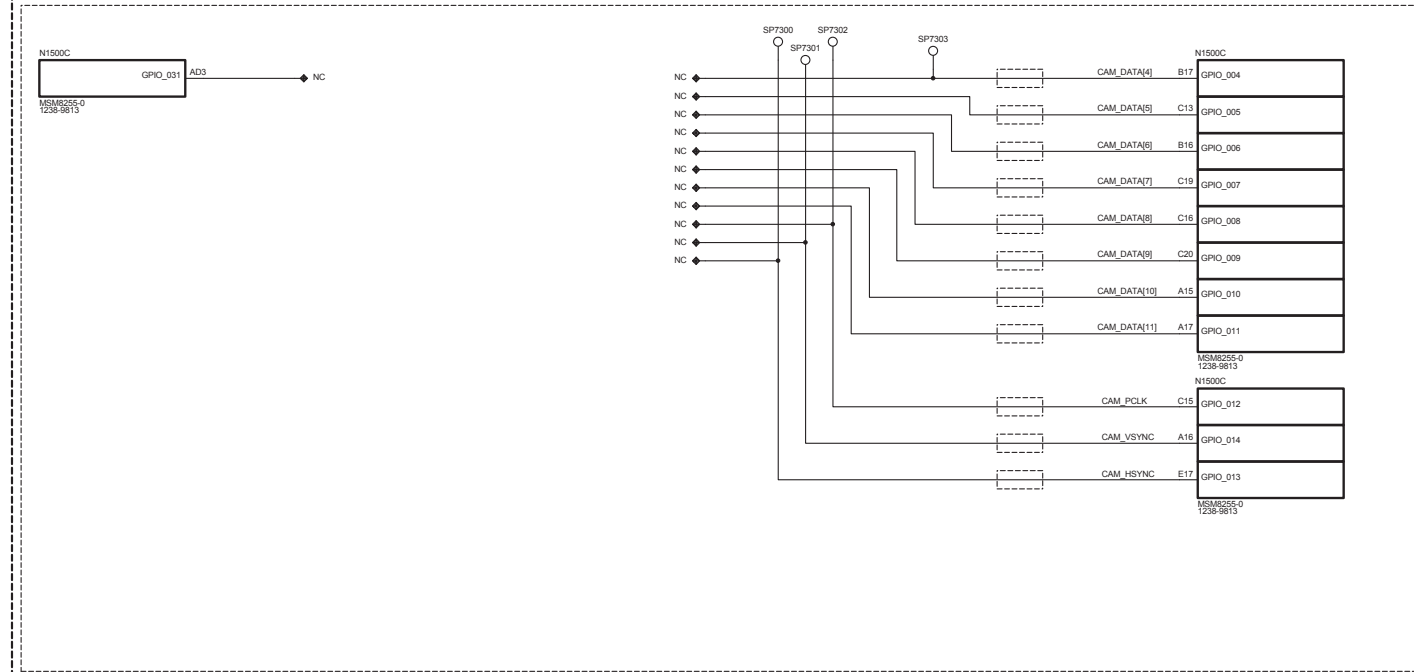 N1500C
GPIO_031 AD3 NC
MSM8255-0
1238-9813
SP7300 SP7302
SP7301
SP7303
N1500C
NC CAM_DATA[4] B17 GPIO_004
NC
CAM_DATA[5] C13 GPIO_005
NC
NC
CAM_DATA[6] B16 GPIO_006
NC
NC
CAM_DATA[7] C19 GPIO_007
NC
NC
CAM_DATA[8] C16 GPIO_008
NC
NC
CAM_DATA[9] C20 GPIO_009
NC
CAM_DATA[10] A15 GPIO_010
CAM_DATA[11] A17 GPIO_011
MSM8255-0
1238-9813
N1500C
CAM_PCLK C15 GPIO_012
CAM_VSYNC A16 GPIO_014
CAM_HSYNC E17 GPIO_013
MSM8255-0
1238-9813